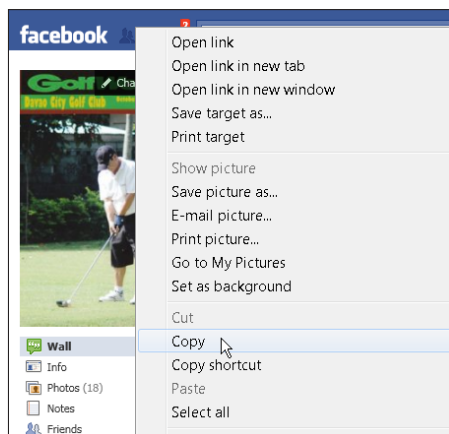 facebook
2
Golf
Cha
Davao City Golf Club
Open link
Open link in new tab
Open link in new window
Save target as...
Print target
Show picture
Save picture as...
E-mail picture...
Print picture...
Go to My Pictures
Set as background
Cut
Copy
Copy shortcut
Paste
Select all
Wall
Info
Photos (18)
Notes
Friends